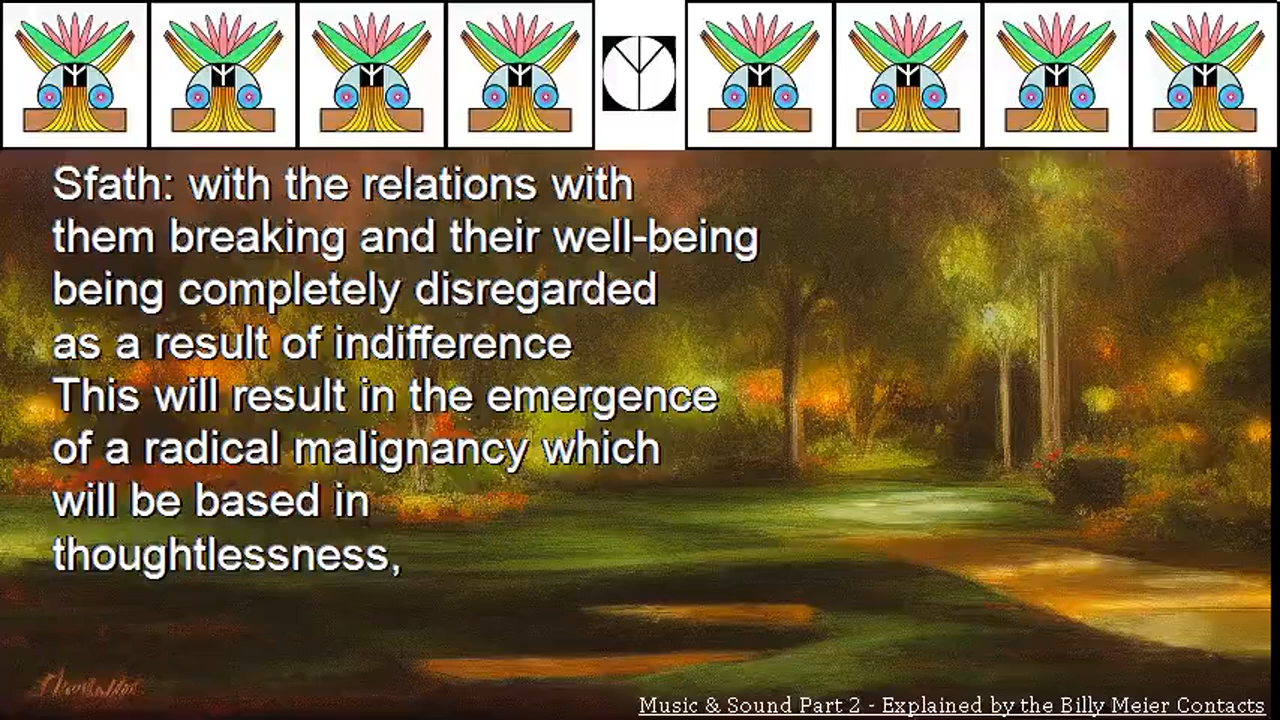 Sfath: with the relations with
them breaking and their well-being
being completely disregarded
as a result of indifference
This will result in the emergence
of a radical malignancy which
will be based in
thoughtlessness,
Music & Sound Part 2 - Explained by the Billy Meier Contacts